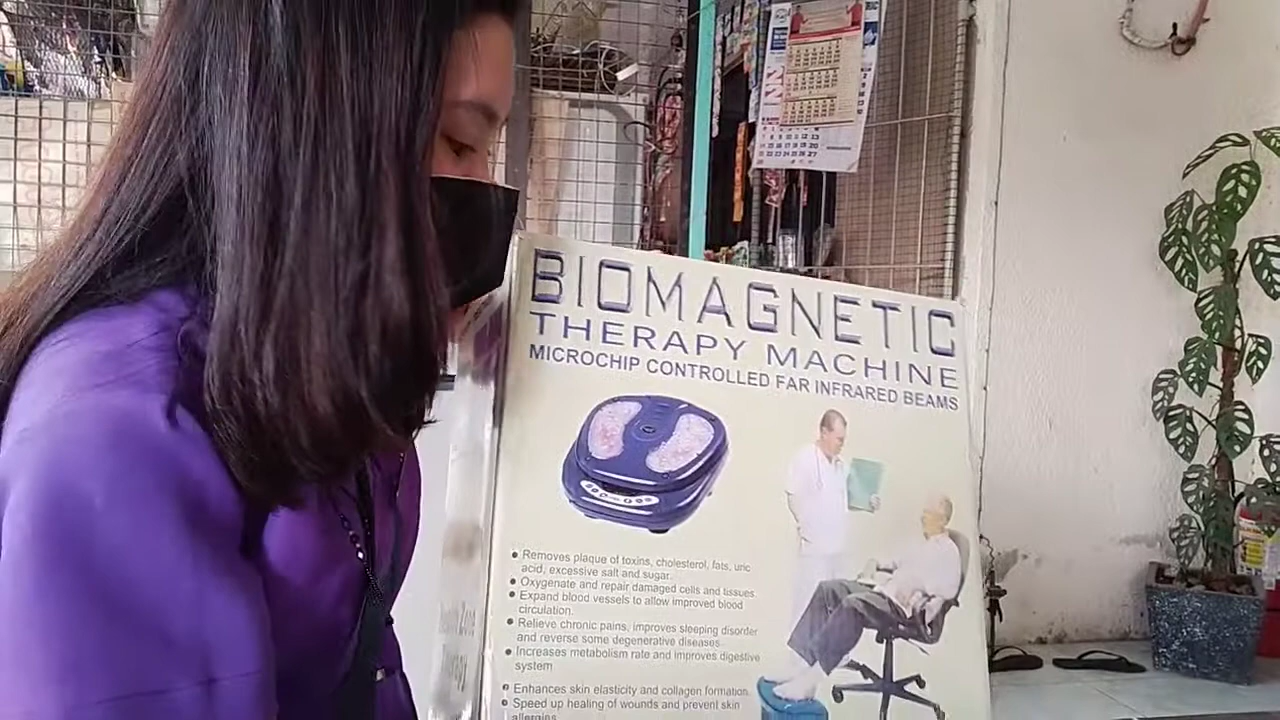 BIOMAGNETIC
THERAPY MACHINE
MICROCHIP CONTROLLED FAR INFRARED BEAMS
● Removes plaque of toxins, cholesterol, fats, uric
acid, excessive salt and sugar.
● Oxygenate and repair damaged cells and tissues.
● Expand blood vessels to allow improved blood
circulation.
● Relieve chronic pains, improves sleeping disorder
and reverse some degenerative diseases.
● Increases metabolism rate and improves digestive
system.
● Enhances skin elasticity and collagen formation.
● Speed up healing of wounds and prevent skin
allergies.